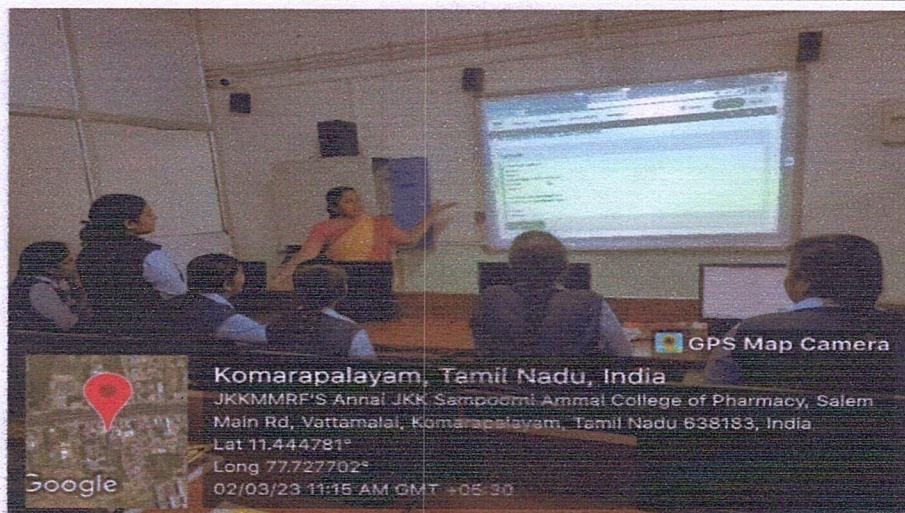 GPS Map Camera
Komarapalayam, Tamil Nadu, India
JKKMMRF'S Annai JKK Sampoorni Ammal College of Pharmacy, Salem
Main Rd, Vattamalai, Komarapalayam, Tamil Nadu 638183, India
Lat 11.444781°
Long 77.727702°
02/03/23 11:15 AM GMT +05:30
Google